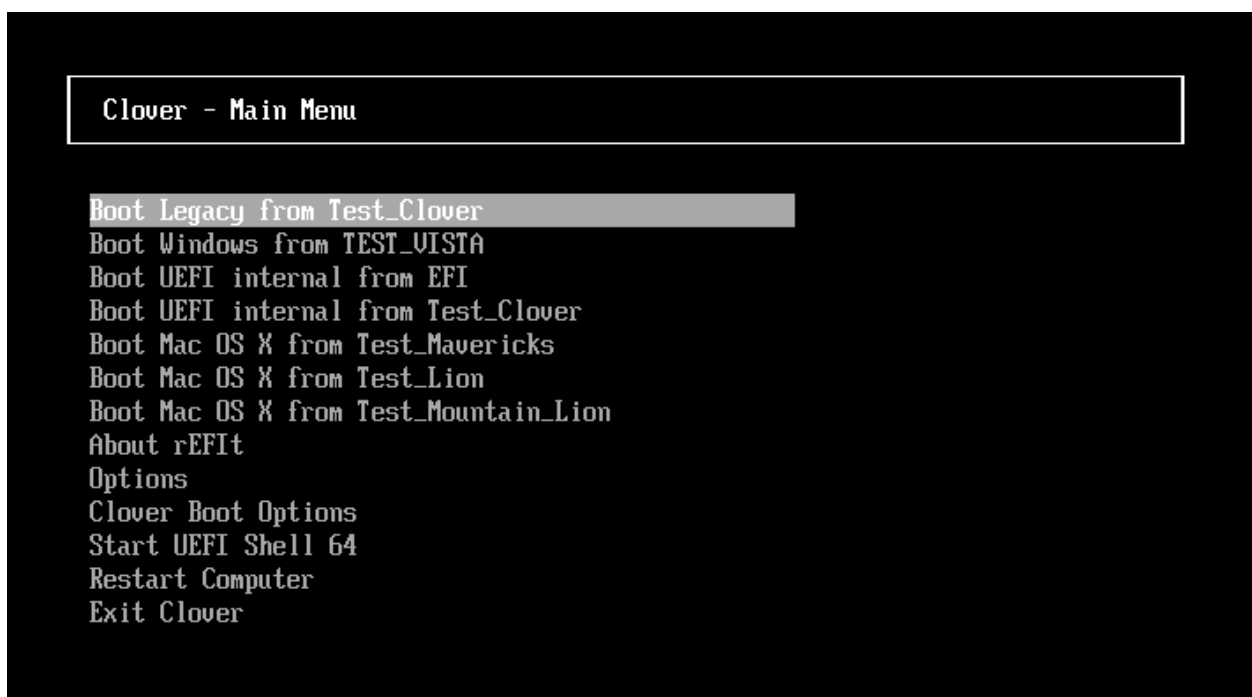 Clover - Main Menu
Boot Legacy from Test_Clover
Boot Windows from TEST_VISTA
Boot UEFI internal from EFI
Boot UEFI internal from Test_Clover
Boot Mac OS X from Test_Mavericks
Boot Mac OS X from Test_Lion
Boot Mac OS X from Test_Mountain_Lion
About rEFIt
Options
Clover Boot Options
Start UEFI Shell 64
Restart Computer
Exit Clover